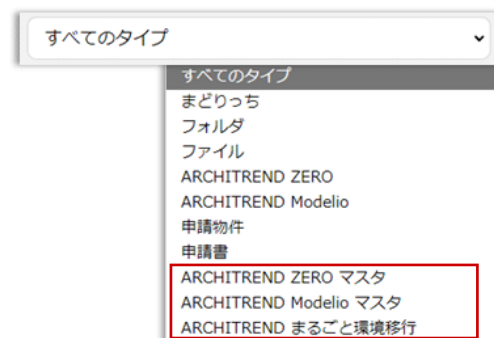 すべてのタイプ
すべてのタイプ
まどりっち
フォルダ
ファイル
ARCHITREND ZERO
ARCHITREND Modelio
申請物件
申請書
ARCHITREND ZERO マスタ
ARCHITREND Modelio マスタ
ARCHITREND まるごと環境移行